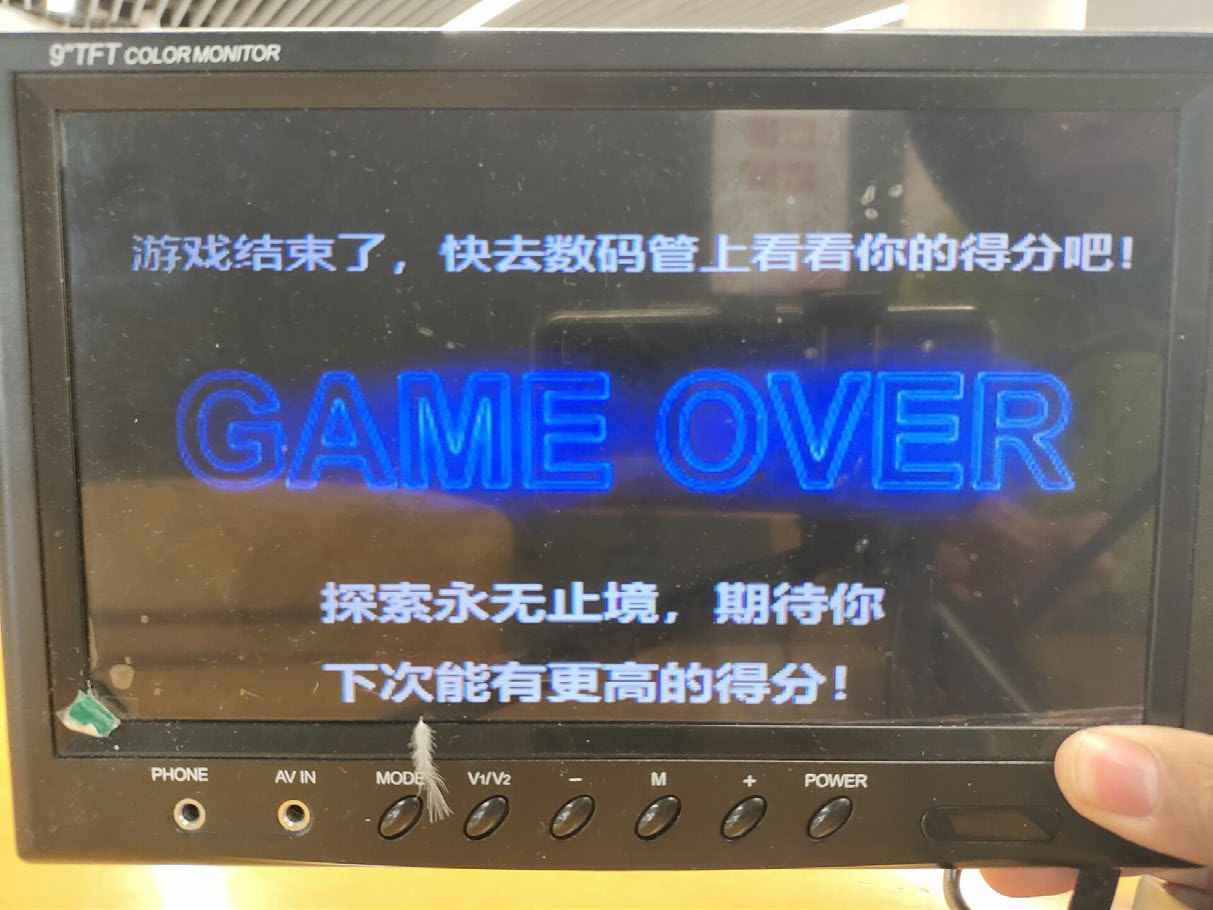 9"TFT COLOR MONITOR
游戏结束了，快去数码管上看看你的得分吧！
GAME OVER
探索永无止境，期待你
下次能有更高的得分！
PHONE AV IN MODE V1/V2 − M + POWER